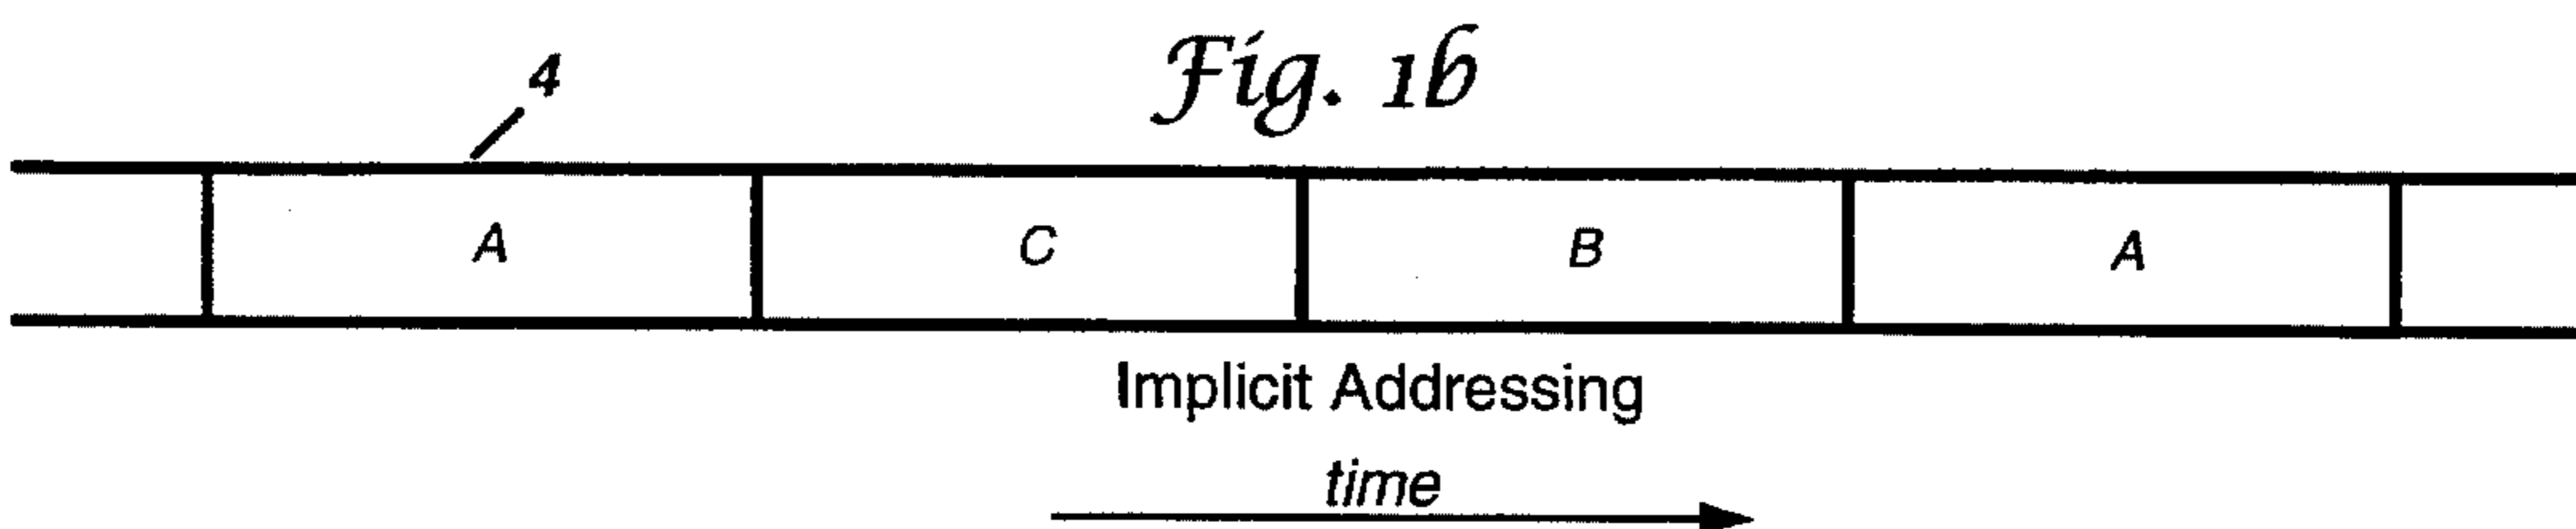 4
Fig. 1b
A C B A
Implicit Addressing
time